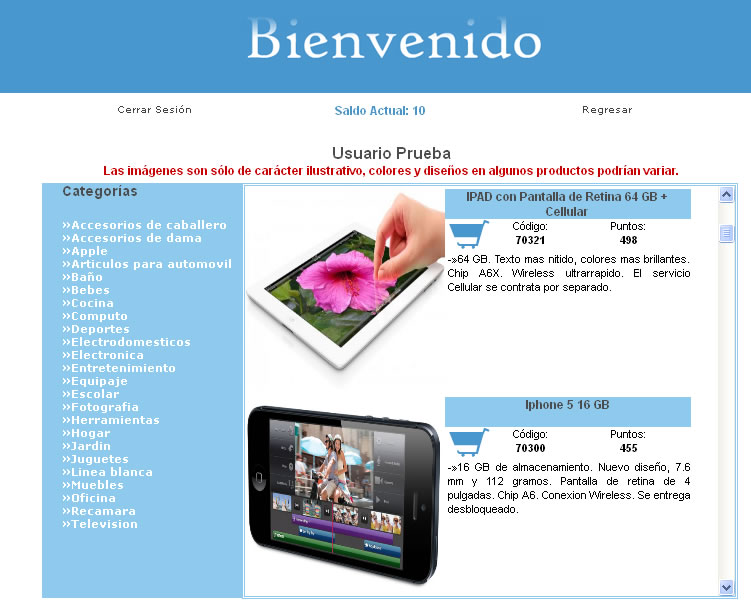 Bienvenido
Cerrar Sesión
Saldo Actual: 10
Regresar
Usuario Prueba
Las imágenes son sólo de carácter ilustrativo, colores y diseños en algunos productos podrían variar.
Categorías
»Accesorios de caballero
»Accesorios de dama
»Apple
»Articulos para automovil
»Baño
»Bebes
»Cocina
»Computo
»Deportes
»Electrodomesticos
»Electronica
»Entretenimiento
»Equipaje
»Escolar
»Fotografia
»Herramientas
»Hogar
»Jardin
»Juguetes
»Linea blanca
»Muebles
»Oficina
»Recamara
»Television
IPAD con Pantalla de Retina 64 GB +
Cellular
Código:
70321
Puntos:
498
-»64 GB. Texto mas nitido, colores mas brillantes.
Chip A6X. Wireless ultrarrapido. El servicio
Cellular se contrata por separado.
Iphone 5 16 GB
Código:
70300
Puntos:
455
-»16 GB de almacenamiento. Nuevo diseño, 7.6
mm y 112 gramos. Pantalla de retina de 4
pulgadas. Chip A6. Conexion Wireless. Se entrega
desbloqueado.